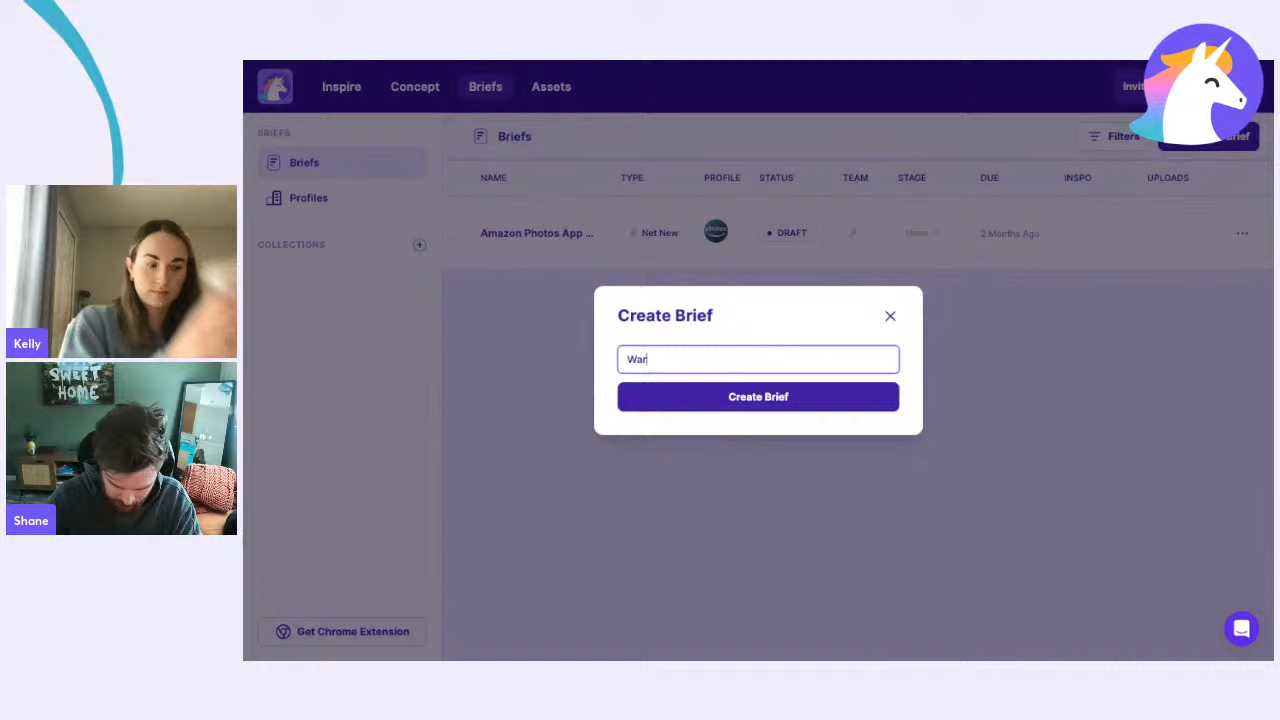 Inspire Concept Briefs Assets
BRIEFS
Briefs
Profiles
COLLECTIONS
Get Chrome Extension
Briefs
Filters
NAME TYPE PROFILE STATUS TEAM STAGE DUE INSPO UPLOADS
Amazon Photos App ... Net New photos DRAFT 2 Months Ago
Create Brief
War
Create Brief
Kelly
SWEET
HOME
Shane